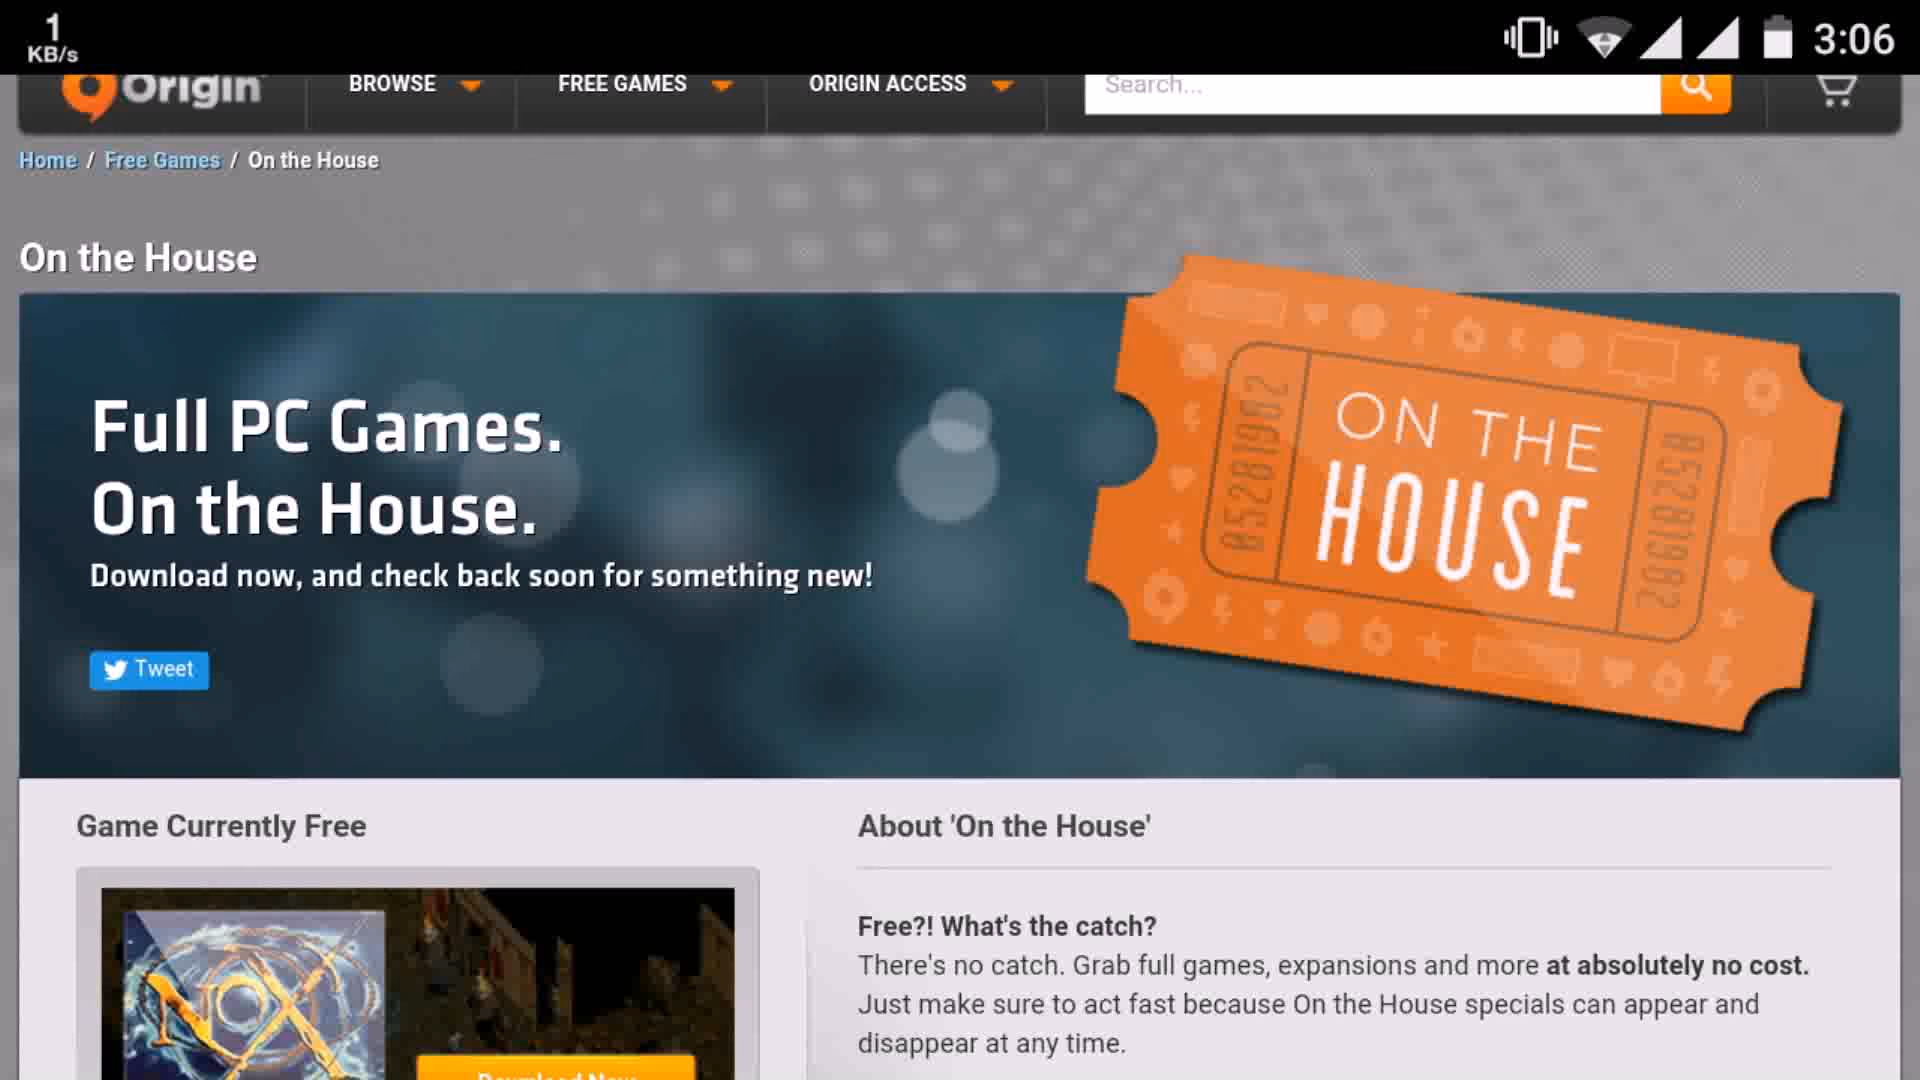 1
KB/s
3:06
Origin
BROWSE
FREE GAMES
ORIGIN ACCESS
Search...
Home / Free Games / On the House
On the House
Full PC Games.
On the House.
Download now, and check back soon for something new!
Tweet
ON THE
HOUSE
05281982
05281982
Game Currently Free
NOX
Download Now
About 'On the House'
Free?! What's the catch?
There's no catch. Grab full games, expansions and more at absolutely no cost.
Just make sure to act fast because On the House specials can appear and
disappear at any time.